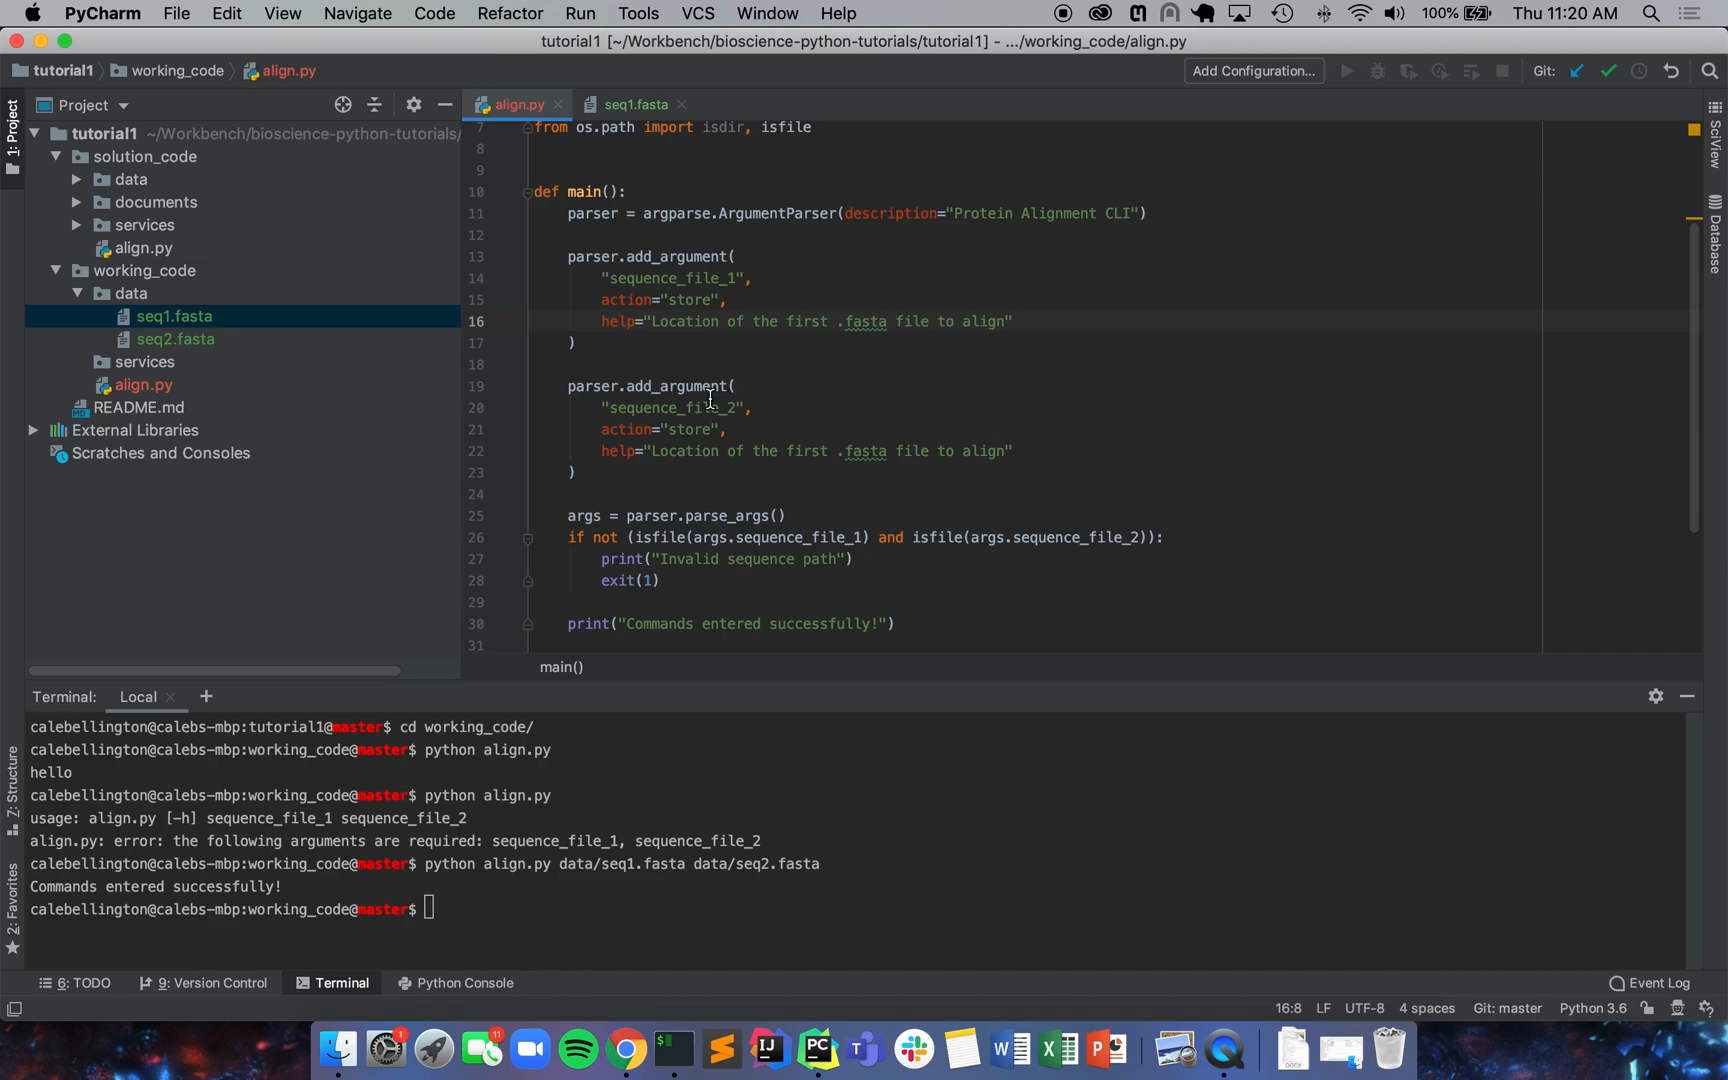 PyCharm File Edit View Navigate Code Refactor Run Tools VCS Window Help 100% Thu 11:20 AM
tutorial1 [~/Workbench/bioscience-python-tutorials/tutorial1] - .../working_code/align.py
tutorial1 working_code align.py Add Configuration... Git:
Project align.py seq1.fasta
1: Project
tutorial1 ~/Workbench/bioscience-python-tutorials/
solution_code
data
documents
services
align.py
working_code
data
seq1.fasta
seq2.fasta
services
align.py
README.md
External Libraries
Scratches and Consoles
7 from os.path import isdir, isfile
8
9
10 def main():
11 parser = argparse.ArgumentParser(description="Protein Alignment CLI")
12
13 parser.add_argument(
14 "sequence_file_1",
15 action="store",
16 help="Location of the first .fasta file to align"
17 )
18
19 parser.add_argument(
20 "sequence_file_2",
21 action="store",
22 help="Location of the first .fasta file to align"
23 )
24
25 args = parser.parse_args()
26 if not (isfile(args.sequence_file_1) and isfile(args.sequence_file_2)):
27 print("Invalid sequence path")
28 exit(1)
29
30 print("Commands entered successfully!")
31
main()
SciView
Database
Terminal: Local +
calebellington@calebs-mbp:tutorial1@master$ cd working_code/
calebellington@calebs-mbp:working_code@master$ python align.py
hello
calebellington@calebs-mbp:working_code@master$ python align.py
usage: align.py [-h] sequence_file_1 sequence_file_2
align.py: error: the following arguments are required: sequence_file_1, sequence_file_2
calebellington@calebs-mbp:working_code@master$ python align.py data/seq1.fasta data/seq2.fasta
Commands entered successfully!
calebellington@calebs-mbp:working_code@master$
Z: Structure
2: Favorites
6: TODO 9: Version Control Terminal Python Console Event Log
16:8 LF UTF-8 4 spaces Git: master Python 3.6
1 11 $ IJ PC T W X P DOCX